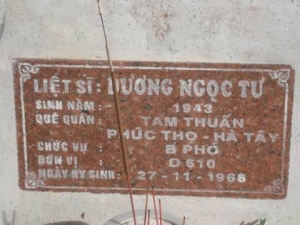 LIỆT SĨ: DƯƠNG NGỌC TƯ
SINH NĂM: 1943
QUÊ QUÁN: TAM THUẤN
PHÚC THỌ - HÀ TÂY
CHỨC VỤ: B PHÓ
ĐƠN VỊ: D 610
NGÀY HY SINH: 27-11-1968